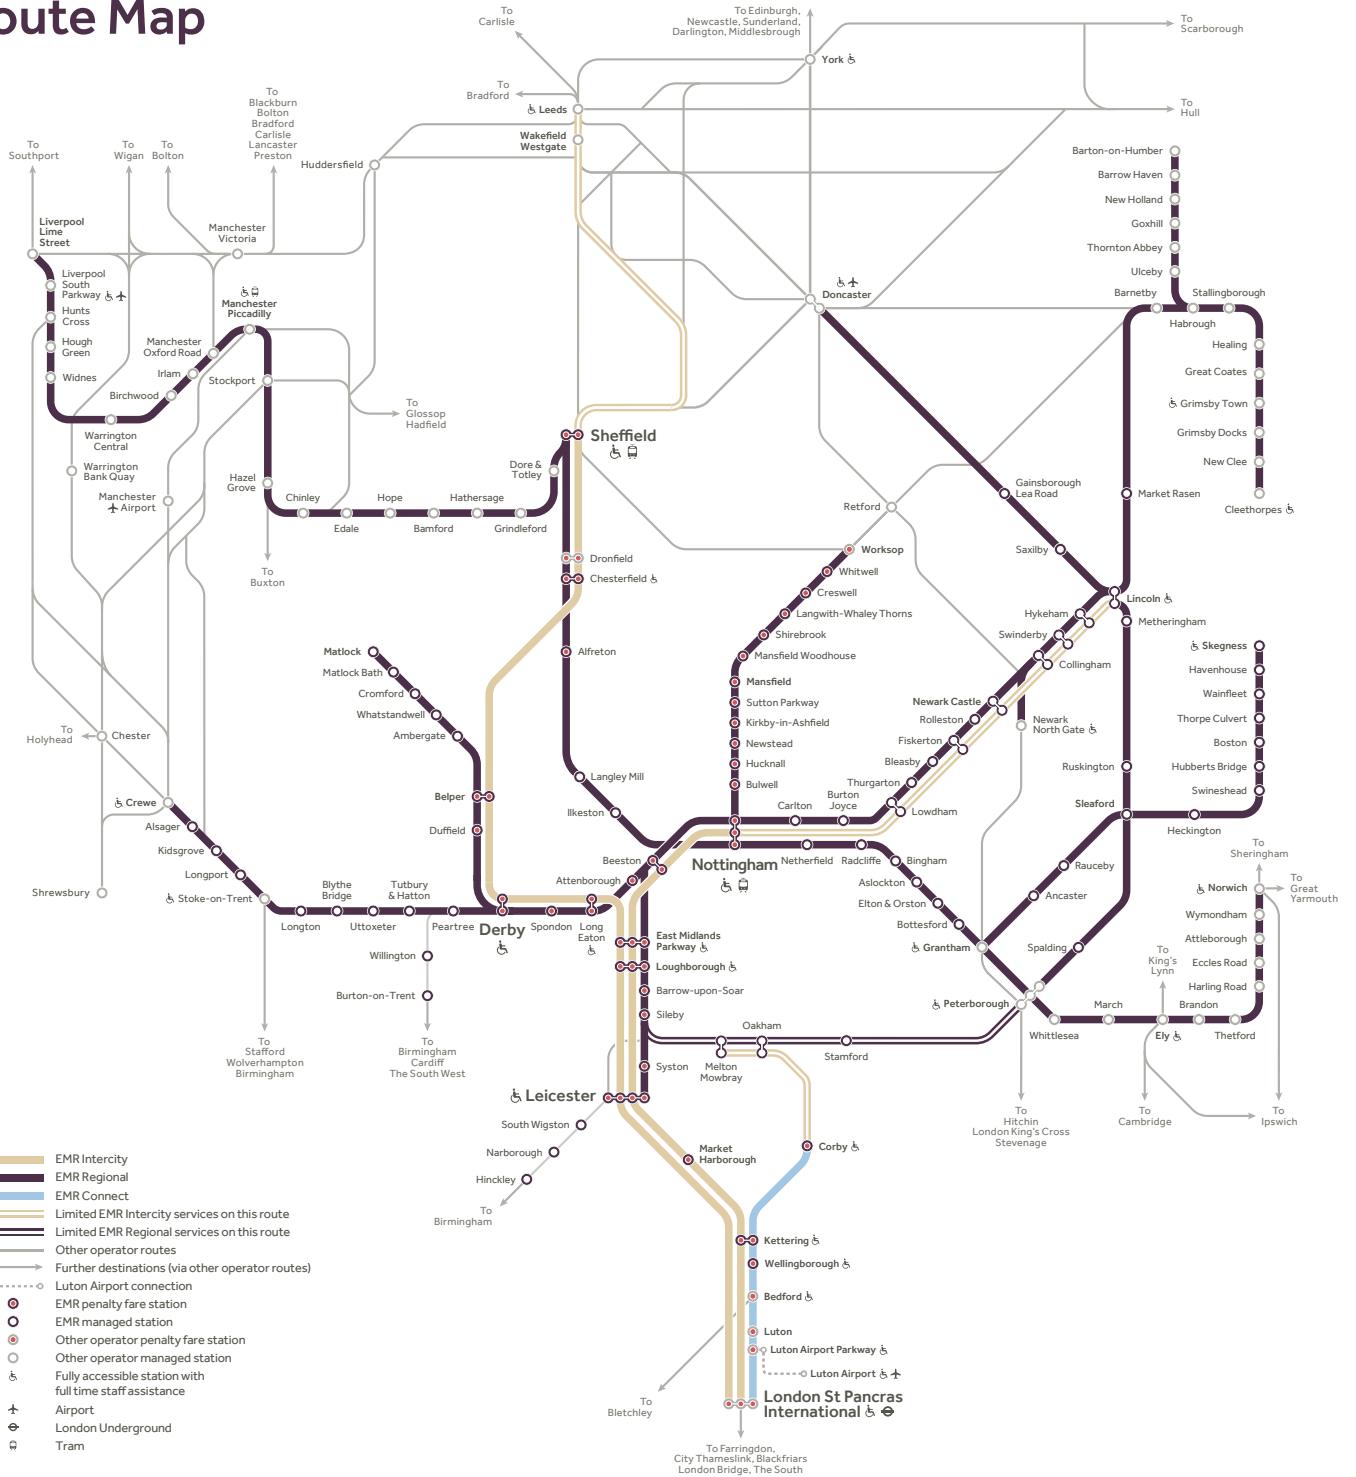 oute Map
To
Carlisle
To Edinburgh,
Newcastle, Sunderland,
Darlington, Middlesbrough
To
Scarborough
York
To
Bradford
Leeds
To
Hull
Wakefield
Westgate
To
Blackburn
Bolton
Bradford
Carlisle
Lancaster
Preston
To
Southport
To
Wigan
To
Bolton
Huddersfield
Liverpool
Lime
Street
Manchester
Victoria
Liverpool
South
Parkway
Hunts
Cross
Hough
Green
Widnes
Manchester
Piccadilly
Manchester
Oxford Road
Irlam
Birchwood
Stockport
Warrington
Central
Warrington
Bank Quay
Manchester
Airport
To
Glossop
Hadfield
Hazel
Grove
To
Buxton
Chinley
Edale
Hope
Bamford
Hathersage
Grindleford
Dore &
Totley
Sheffield
Dronfield
Chesterfield
Alfreton
Langley Mill
Ilkeston
Doncaster
Barton-on-Humber
Barrow Haven
New Holland
Goxhill
Thornton Abbey
Ulceby
Barnetby
Stallingborough
Habrough
Healing
Great Coates
Grimsby Town
Grimsby Docks
New Clee
Cleethorpes
Market Rasen
Gainsborough
Lea Road
Saxilby
Retford
Worksop
Whitwell
Creswell
Langwith-Whaley Thorns
Shirebrook
Mansfield Woodhouse
Mansfield
Sutton Parkway
Kirkby-in-Ashfield
Newstead
Hucknall
Bulwell
Lincoln
Hykeham
Swinderby
Collingham
Metheringham
Newark Castle
Rolleston
Newark
North Gate
Fiskerton
Bleasby
Thurgarton
Burton
Joyce
Lowdham
Carlton
Ruskington
Sleaford
Heckington
Skegness
Havenhouse
Wainfleet
Thorpe Culvert
Boston
Hubberts Bridge
Swineshead
Matlock
Matlock Bath
Cromford
Whatstandwell
Ambergate
Belper
Duffield
To
Holyhead
Chester
Crewe
Alsager
Kidsgrove
Longport
Stoke-on-Trent
Shrewsbury
Longton
Blythe
Bridge
Uttoxeter
Tutbury
& Hatton
Peartree
Derby
Spondon
Long
Eaton
Attenborough
Beeston
Nottingham
Netherfield
Radcliffe
Bingham
Aslockton
Elton & Orston
Bottesford
Grantham
Rauceby
Ancaster
Spalding
Willington
Burton-on-Trent
To
Stafford
Wolverhampton
Birmingham
To
Birmingham
Cardiff
The South West
East Midlands
Parkway
Loughborough
Barrow-upon-Soar
Sileby
Syston
Leicester
South Wigston
Narborough
Hinckley
To
Birmingham
Melton
Mowbray
Oakham
Stamford
Peterborough
Whittlesea
March
Ely
Brandon
Thetford
Harling Road
Eccles Road
Attleborough
Wymondham
Norwich
To
Sheringham
To
Great
Yarmouth
To
King's
Lynn
To
Hitchin
London King's Cross
Stevenage
To
Cambridge
To
Ipswich
Corby
Market
Harborough
Kettering
Wellingborough
Bedford
Luton
Luton Airport Parkway
Luton Airport
To
Bletchley
London St Pancras
International
To Farringdon,
City Thameslink, Blackfriars
London Bridge, The South
EMR Intercity
EMR Regional
EMR Connect
Limited EMR Intercity services on this route
Limited EMR Regional services on this route
Other operator routes
Further destinations (via other operator routes)
Luton Airport connection
EMR penalty fare station
EMR managed station
Other operator penalty fare station
Other operator managed station
Fully accessible station with
full time staff assistance
Airport
London Underground
Tram